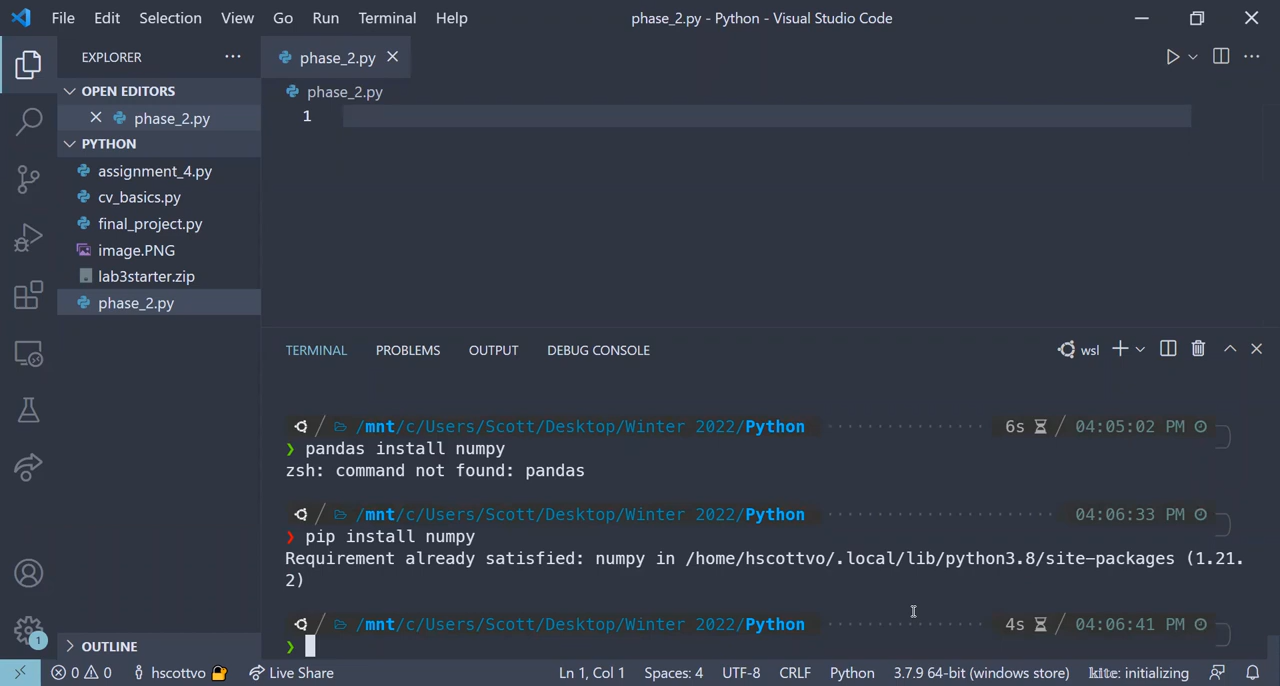 File Edit Selection View Go Run Terminal Help phase_2.py - Python - Visual Studio Code
EXPLORER
phase_2.py
OPEN EDITORS
phase_2.py
phase_2.py
1
PYTHON
assignment_4.py
cv_basics.py
final_project.py
image.PNG
lab3starter.zip
phase_2.py
TERMINAL PROBLEMS OUTPUT DEBUG CONSOLE wsl
/mnt/c/Users/Scott/Desktop/Winter 2022/Python 6s 04:05:02 PM
❯ pandas install numpy
zsh: command not found: pandas
/mnt/c/Users/Scott/Desktop/Winter 2022/Python 04:06:33 PM
❯ pip install numpy
Requirement already satisfied: numpy in /home/hscottvo/.local/lib/python3.8/site-packages (1.21.
2)
/mnt/c/Users/Scott/Desktop/Winter 2022/Python 4s 04:06:41 PM
❯
OUTLINE
1
0 0 hscottvo Live Share Ln 1, Col 1 Spaces: 4 UTF-8 CRLF Python 3.7.9 64-bit (windows store) kite: initializing